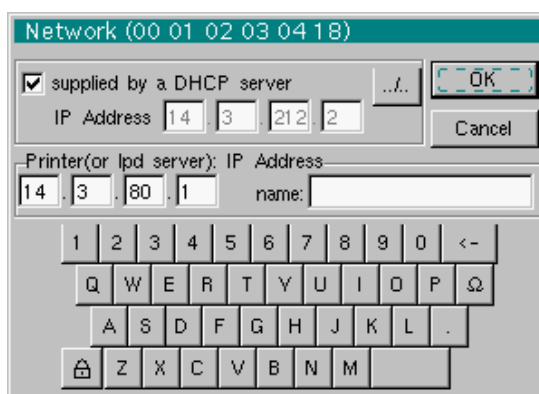 Network (00 01 02 03 04 18)
supplied by a DHCP server ../.. OK
IP Address 14 . 3 . 212 . 2
Cancel
Printer(or lpd server): IP Address
14 . 3 . 80 . 1 name:
1 2 3 4 5 6 7 8 9 0 <-
Q W E R T Y U I O P Ω
A S D F G H J K L .
Z X C V B N M